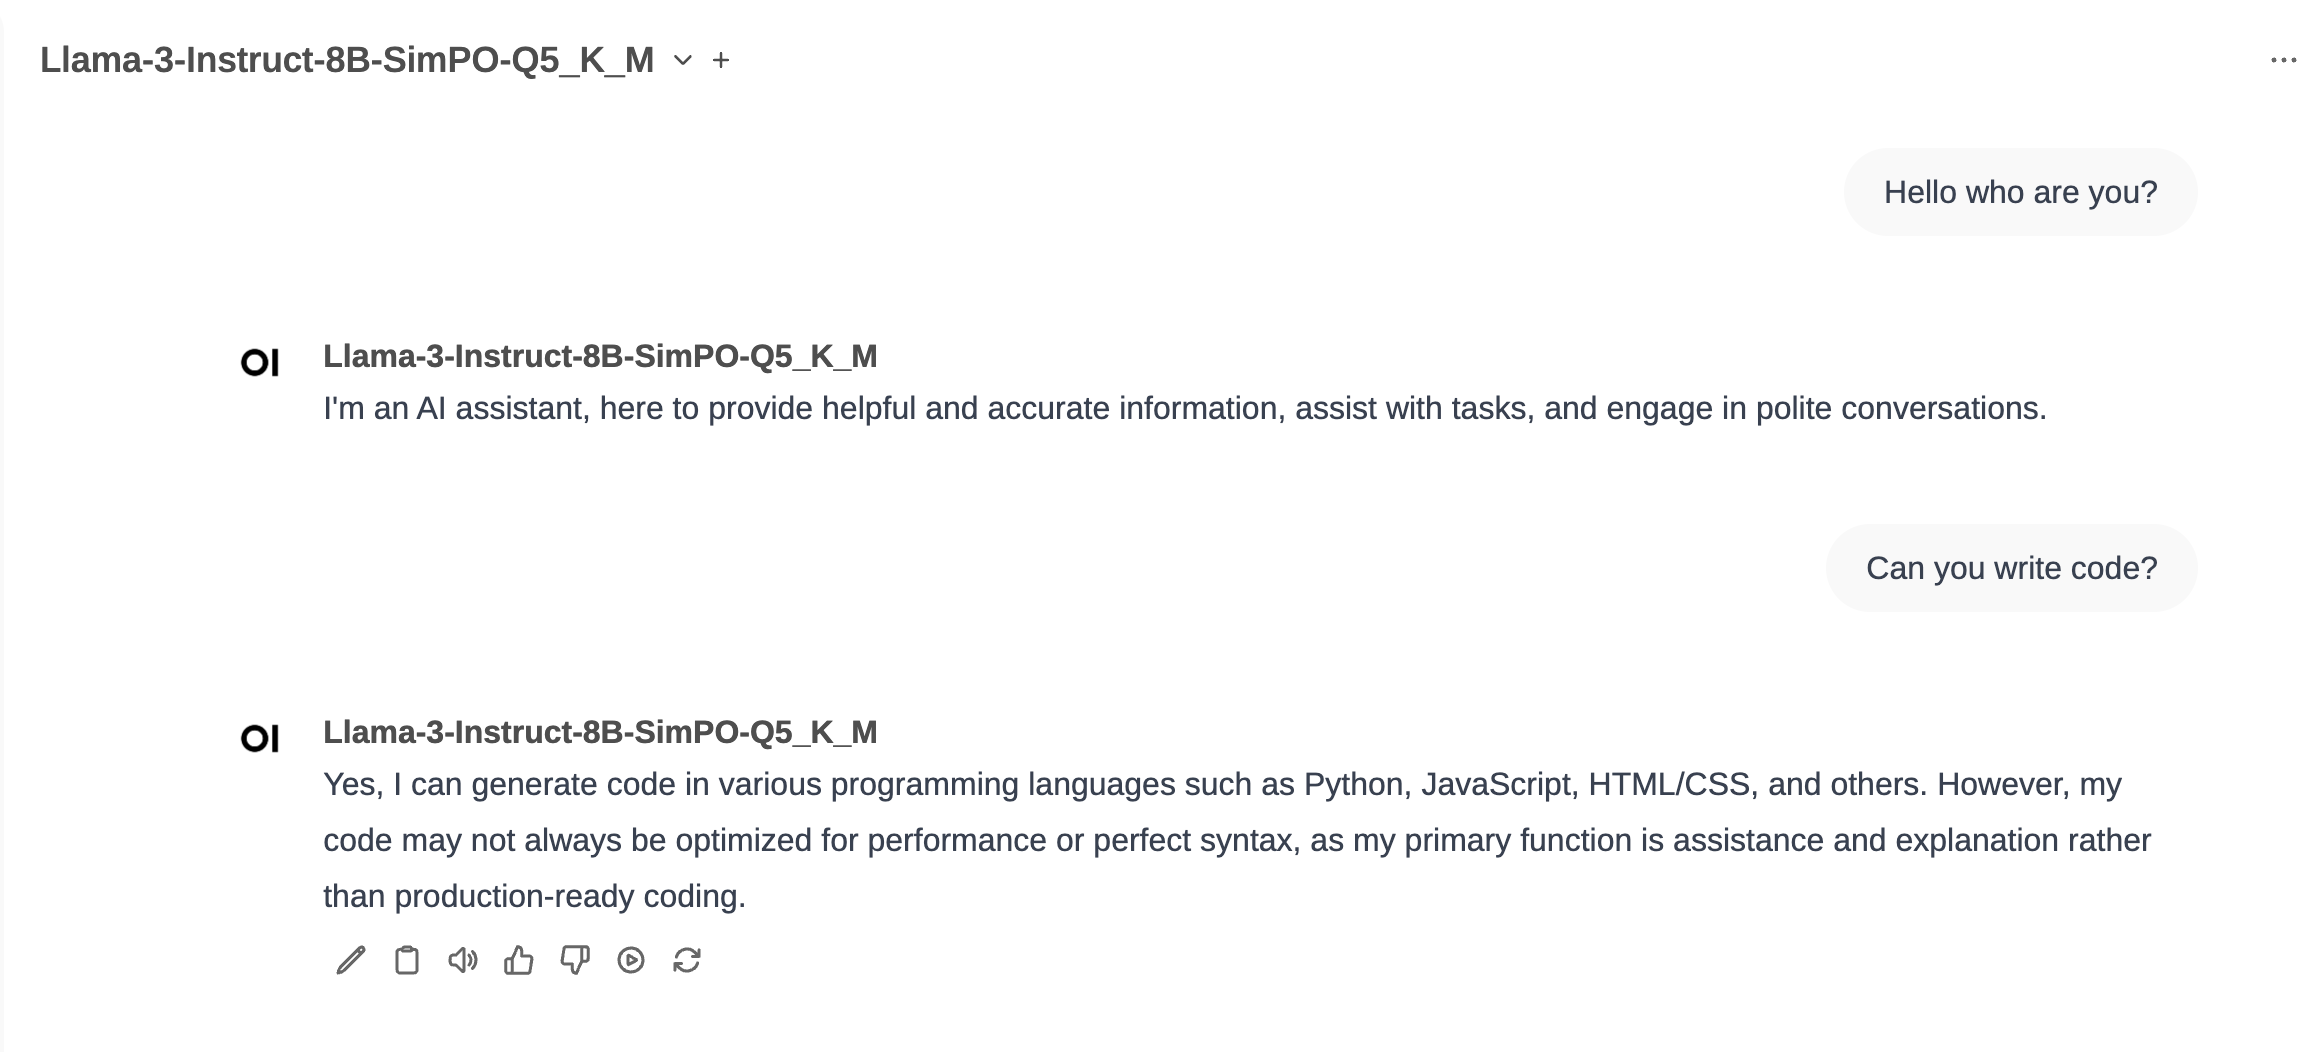 Llama-3-Instruct-8B-SimPO-Q5_K_M
Hello who are you?
OI Llama-3-Instruct-8B-SimPO-Q5_K_M
I'm an AI assistant, here to provide helpful and accurate information, assist with tasks, and engage in polite conversations.
Can you write code?
OI Llama-3-Instruct-8B-SimPO-Q5_K_M
Yes, I can generate code in various programming languages such as Python, JavaScript, HTML/CSS, and others. However, my
code may not always be optimized for performance or perfect syntax, as my primary function is assistance and explanation rather
than production-ready coding.